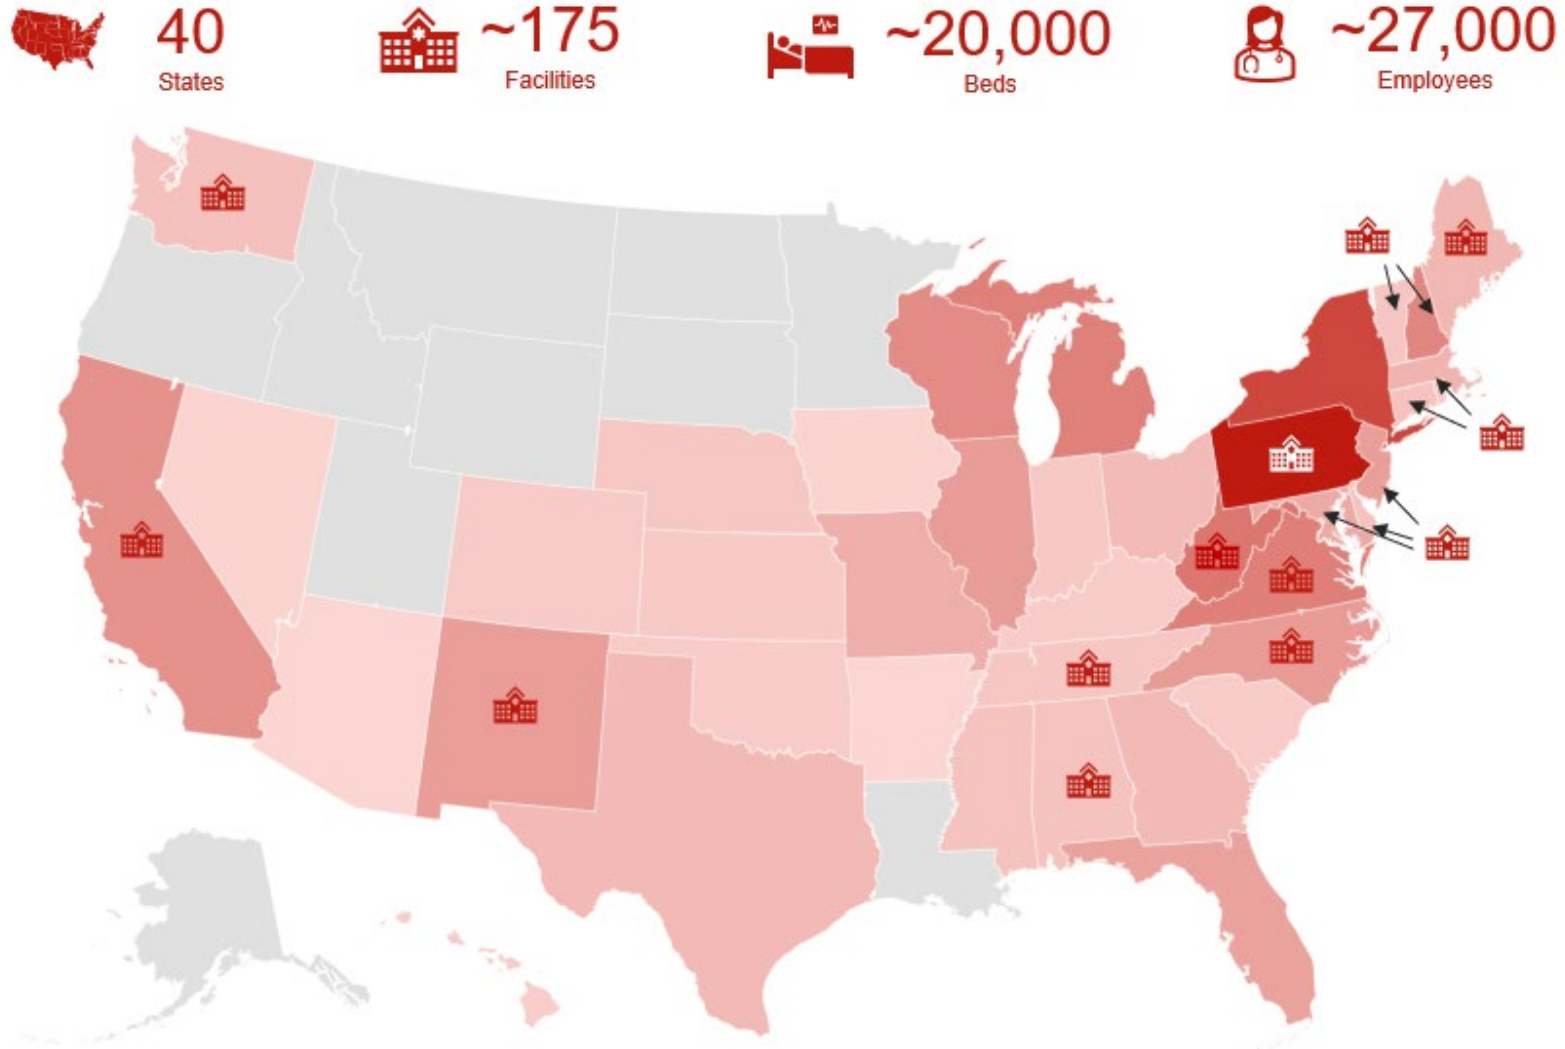 40
States
~175
Facilities
~20,000
Beds
~27,000
Employees